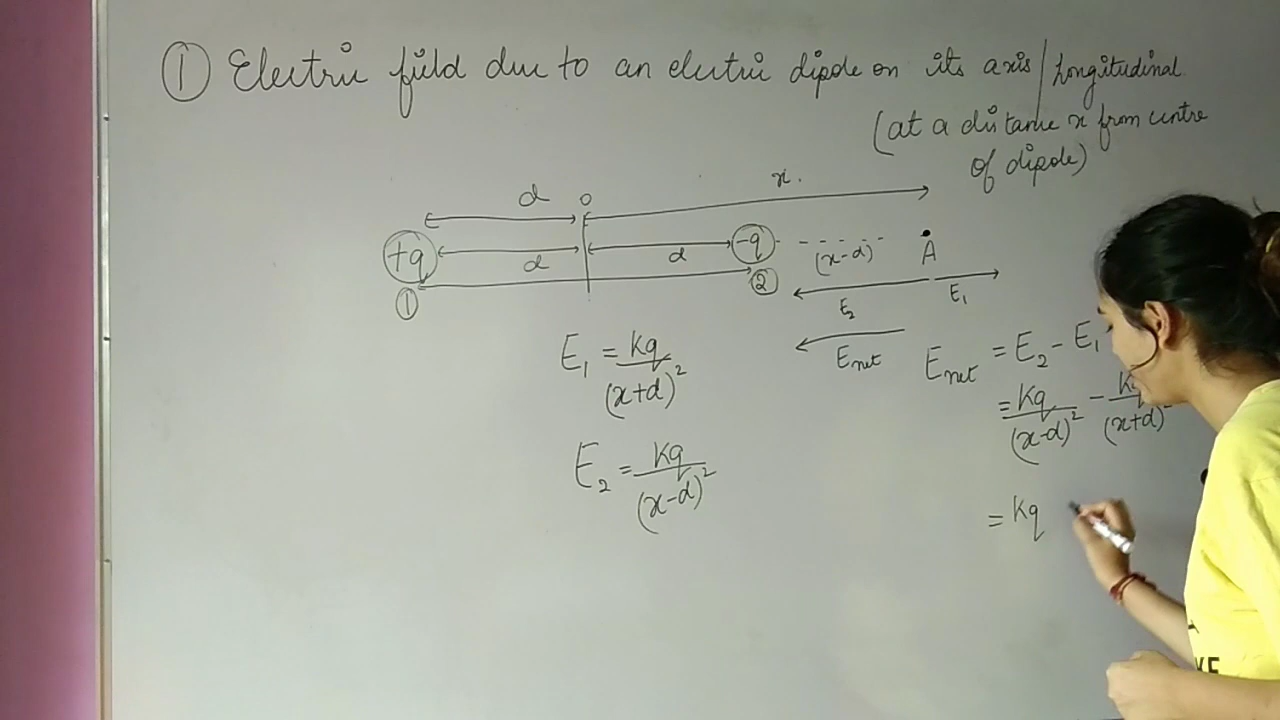 ① Electric field due to an electric dipole on its axis/longitudinal
(at a distance x from centre
of dipole)
d o x.
+q d d -q (x-d) A
① ② E₂ E₁
E₁ = Kq/(x+d)²
Enet
Enet = E₂ - E₁
= Kq/(x-d)² - K/(x+d)²
E₂ = Kq/(x-d)²
= Kq